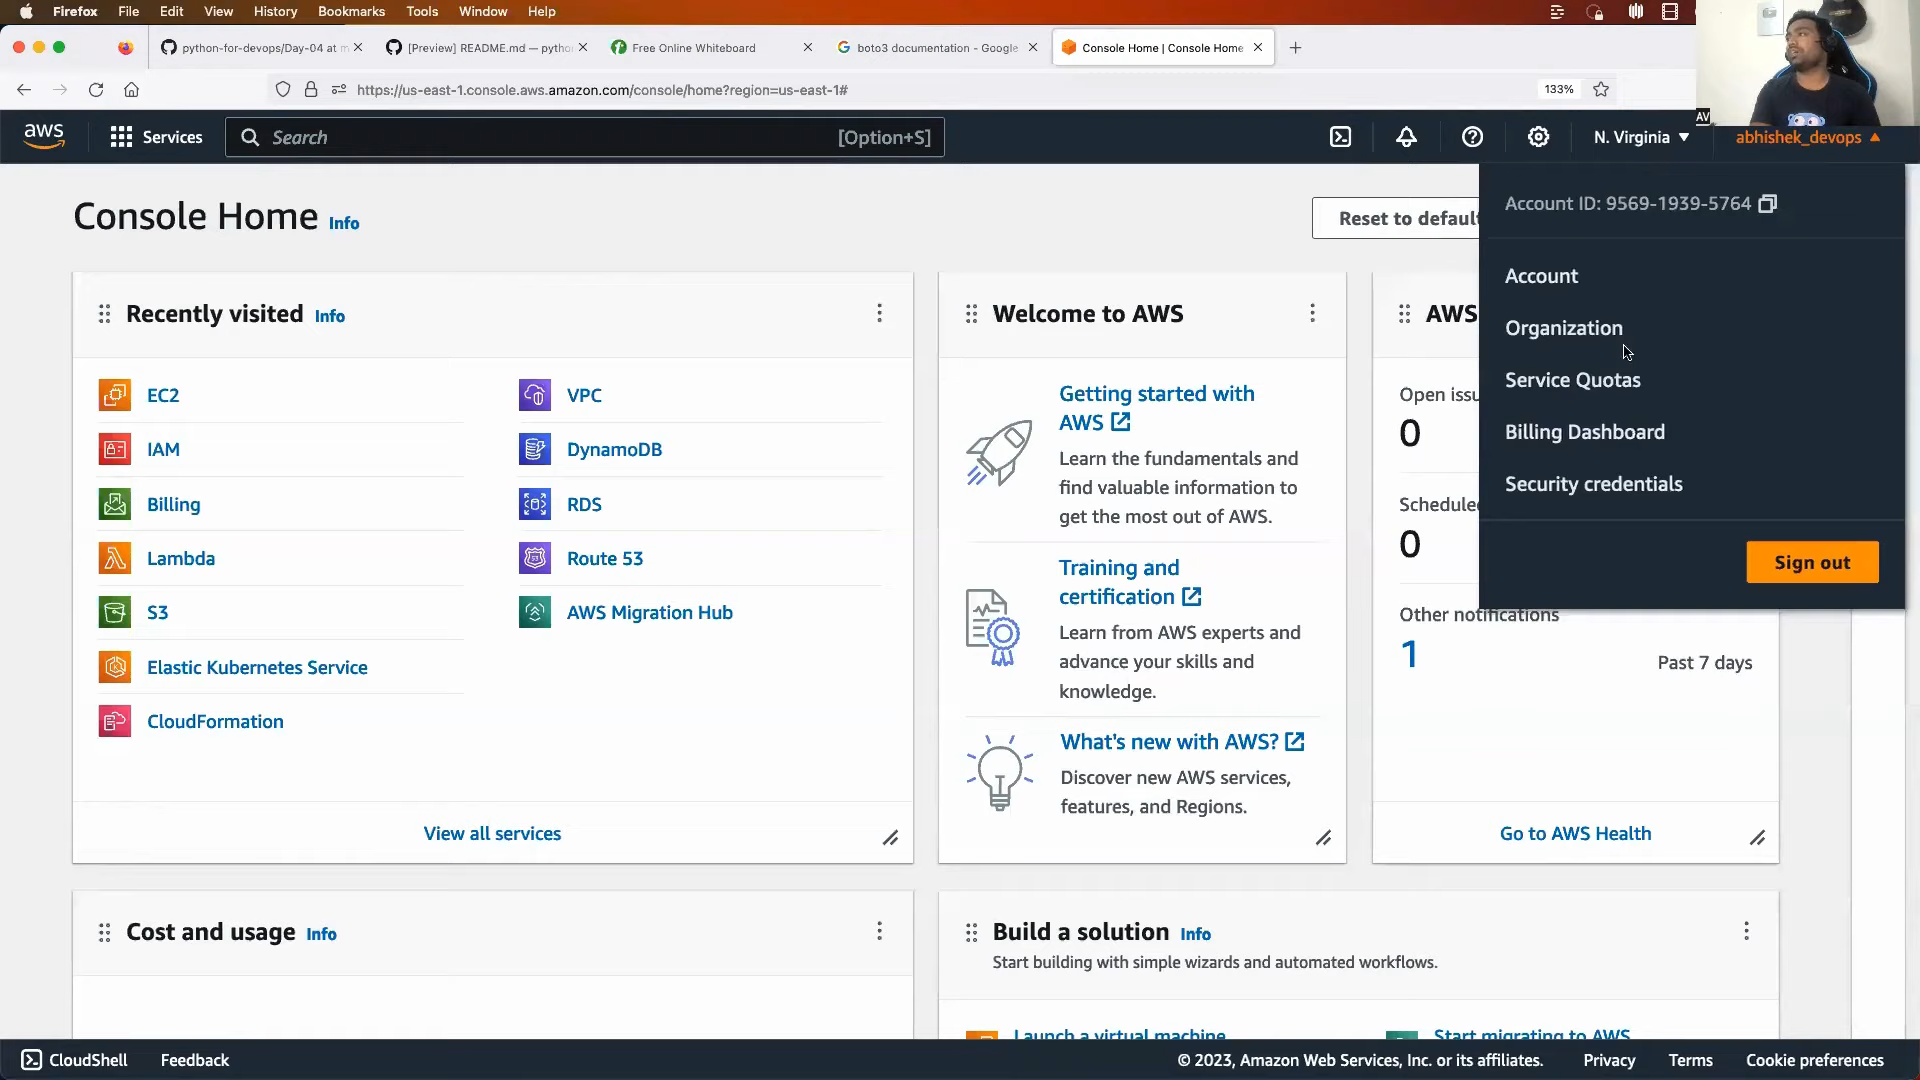 Firefox File Edit View History Bookmarks Tools Window Help
python-for-devops/Day-04 at m
[Preview] README.md — pytho
Free Online Whiteboard
boto3 documentation - Google
Console Home | Console Home
https://us-east-1.console.aws.amazon.com/console/home?region=us-east-1#
133%
AV
aws
Services
Search
[Option+S]
N. Virginia
abhishek_devops
Console Home Info
Reset to default
Account ID: 9569-1939-5764
Account
Organization
Service Quotas
Billing Dashboard
Security credentials
Sign out
Recently visited Info
EC2
IAM
Billing
Lambda
S3
Elastic Kubernetes Service
CloudFormation
VPC
DynamoDB
RDS
Route 53
AWS Migration Hub
View all services
Welcome to AWS
Getting started with
AWS
Learn the fundamentals and
find valuable information to
get the most out of AWS.
Training and
certification
Learn from AWS experts and
advance your skills and
knowledge.
What's new with AWS?
Discover new AWS services,
features, and Regions.
AWS
Open issu
0
Schedule
0
Other notifications
1
Past 7 days
Go to AWS Health
Cost and usage Info
Build a solution Info
Start building with simple wizards and automated workflows.
Launch a virtual machine
Start migrating to AWS
CloudShell
Feedback
© 2023, Amazon Web Services, Inc. or its affiliates.
Privacy
Terms
Cookie preferences